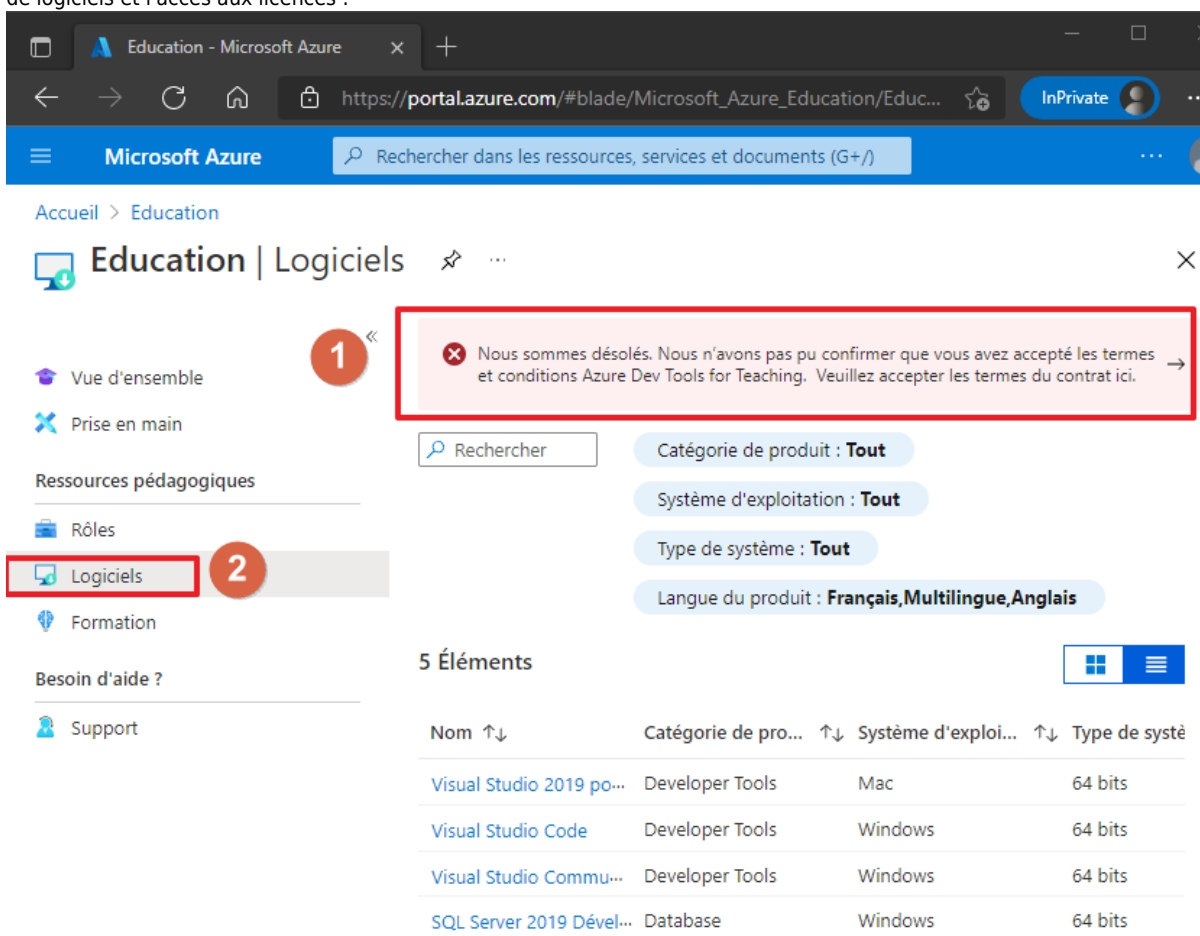 de logiciels et l'accès aux licences :
Education - Microsoft Azure
https://portal.azure.com/#blade/Microsoft_Azure_Education/Educ...
InPrivate
Microsoft Azure
Rechercher dans les ressources, services et documents (G+/)
Accueil > Education
Education | Logiciels
1
Nous sommes désolés. Nous n'avons pas pu confirmer que vous avez accepté les termes
et conditions Azure Dev Tools for Teaching. Veuillez accepter les termes du contrat ici.
Vue d'ensemble
Prise en main
Ressources pédagogiques
Rôles
Logiciels
2
Formation
Besoin d'aide ?
Support
Rechercher
Catégorie de produit : Tout
Système d'exploitation : Tout
Type de système : Tout
Langue du produit : Français,Multilingue,Anglais
5 Éléments
Nom Catégorie de pro... Système d'exploi... Type de systè
Visual Studio 2019 po... Developer Tools Mac 64 bits
Visual Studio Code Developer Tools Windows 64 bits
Visual Studio Commu... Developer Tools Windows 64 bits
SQL Server 2019 Dével... Database Windows 64 bits